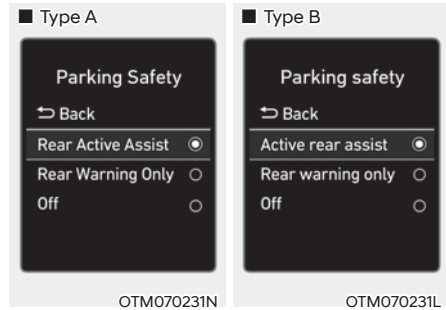 ■ Type A
Parking Safety
⮌ Back
Rear Active Assist
Rear Warning Only
Off
OTM070231N
■ Type B
Parking safety
⮌ Back
Active rear assist
Rear warning only
Off
OTM070231L